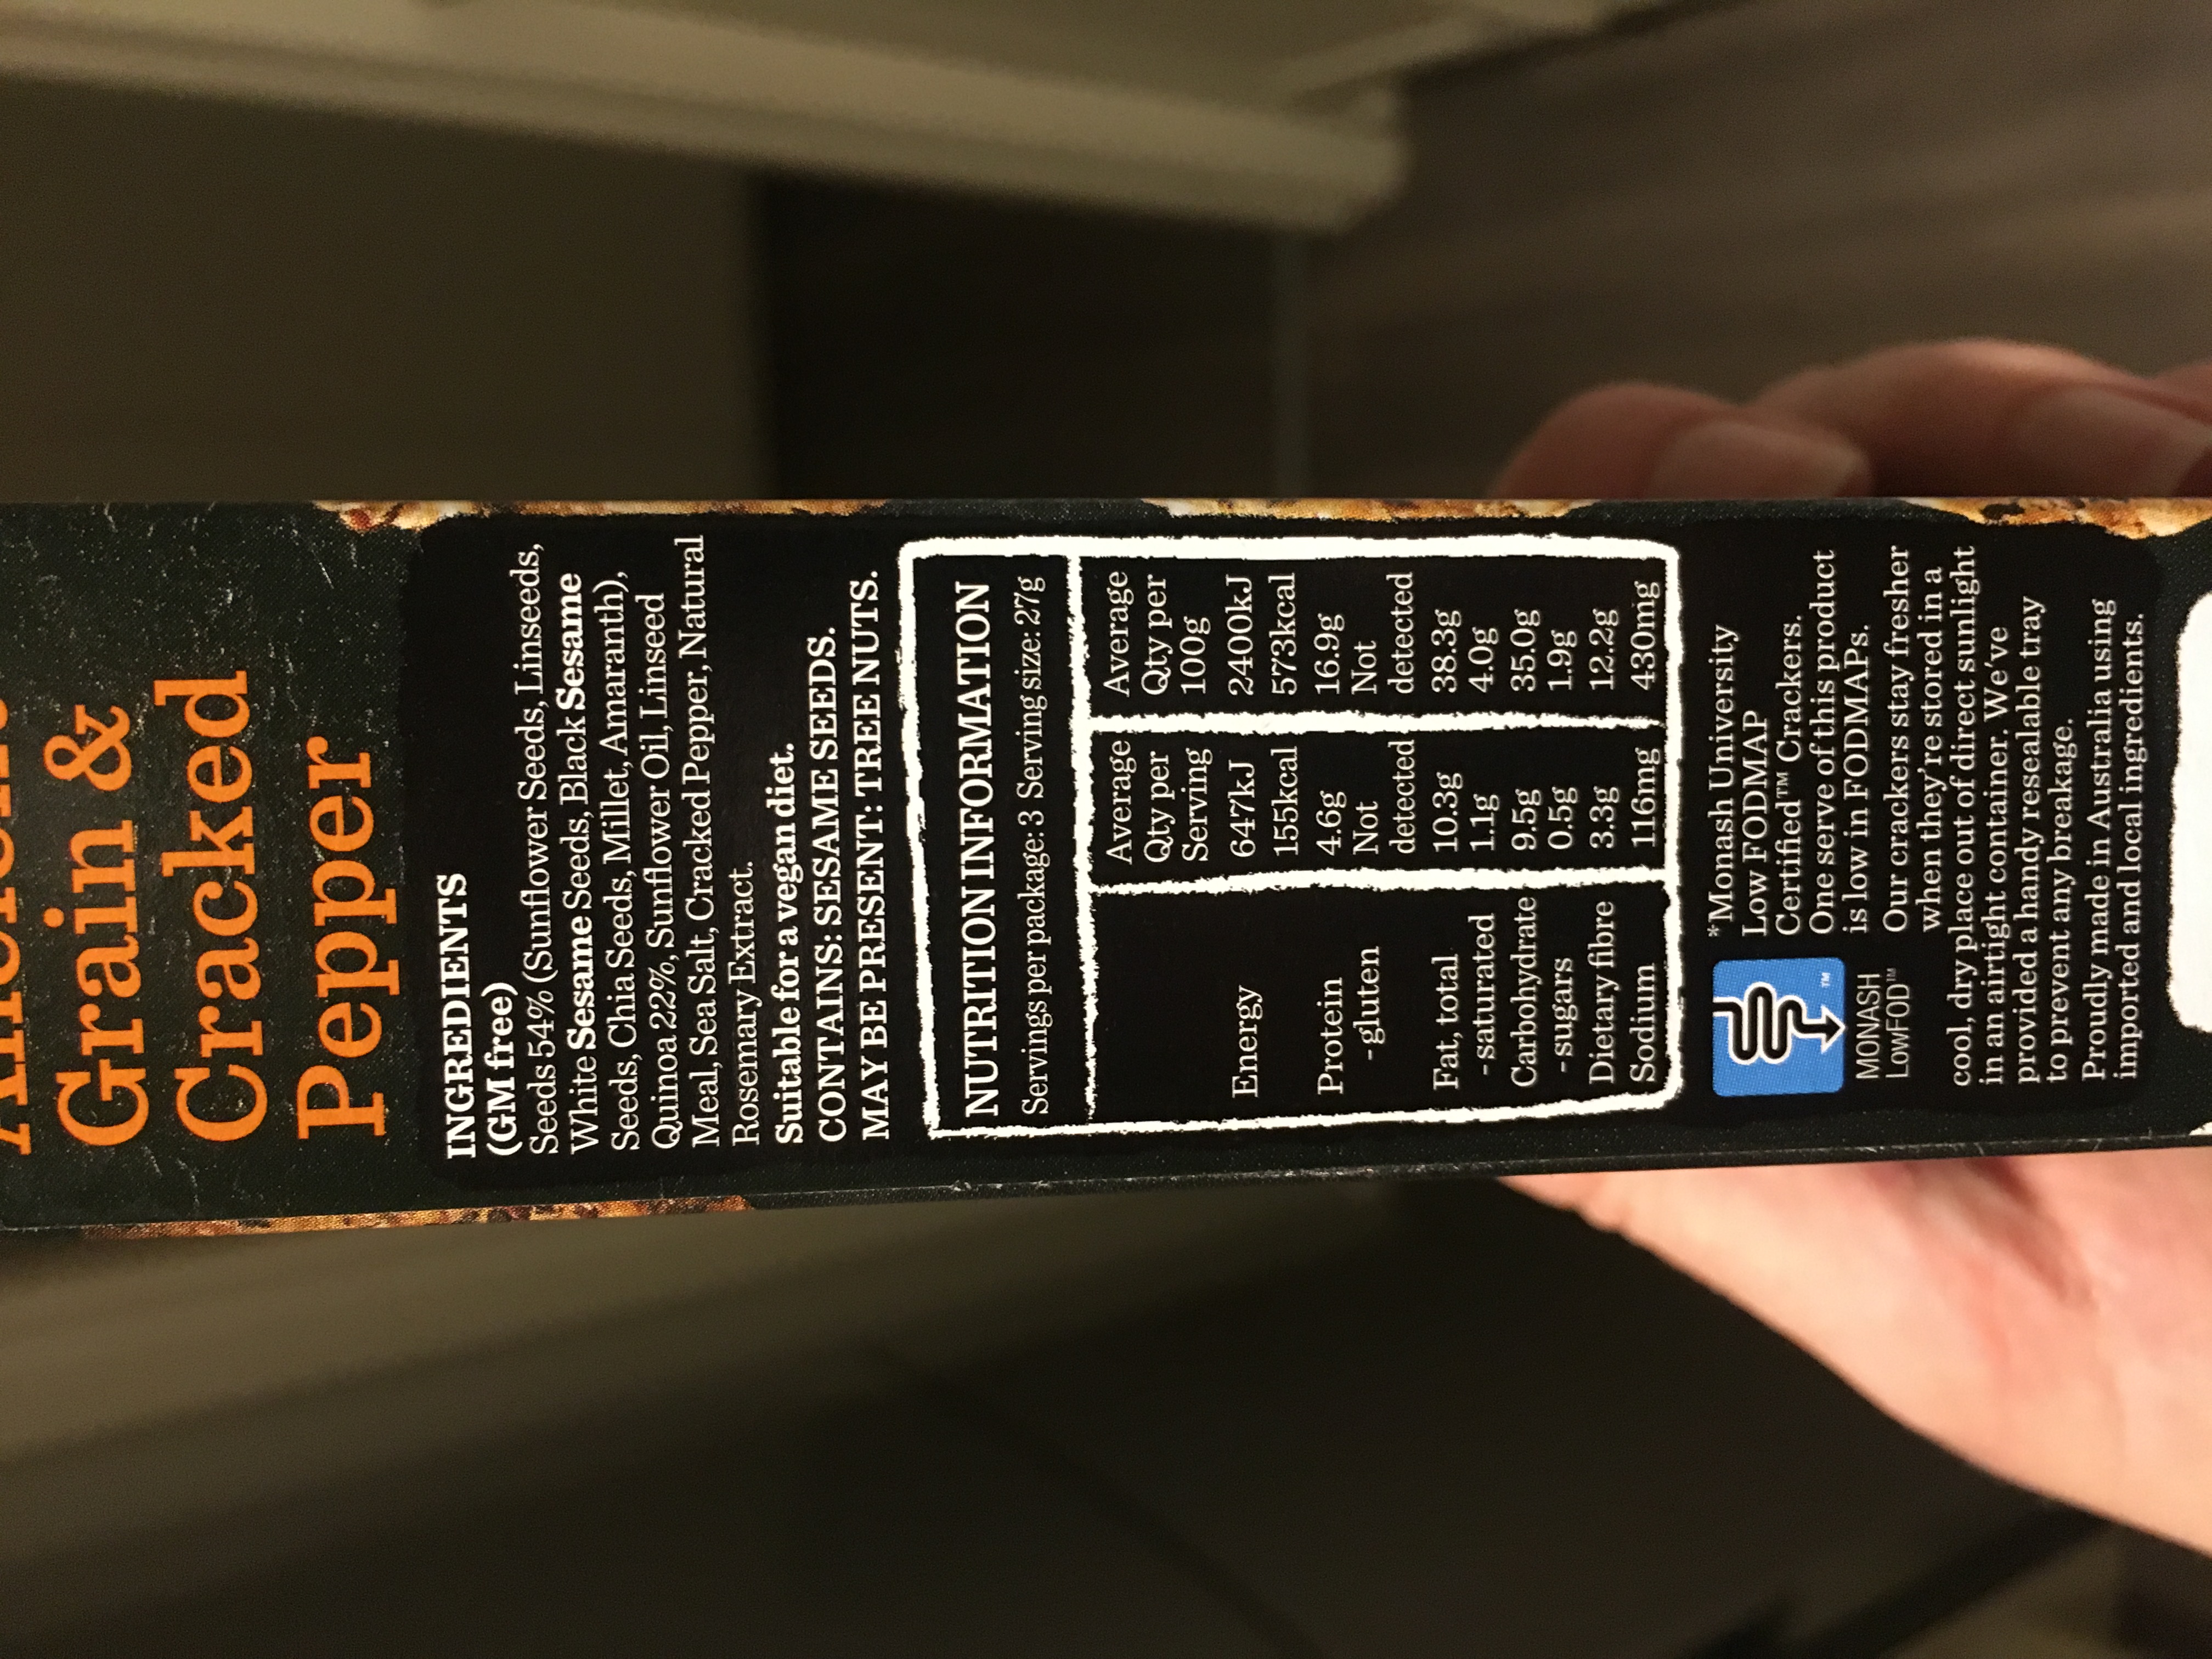 Ancient
Grain &
Cracked
Pepper
INGREDIENTS
(GM free)
Seeds 54% (Sunflower Seeds, Linseeds,
White Sesame Seeds, Black Sesame
Seeds, Chia Seeds, Millet, Amaranth),
Quinoa 22%, Sunflower Oil, Linseed
Meal, Sea Salt, Cracked Pepper, Natural
Rosemary Extract.
Suitable for a vegan diet.
CONTAINS: SESAME SEEDS.
MAY BE PRESENT: TREE NUTS.
NUTRITION INFORMATION
Servings per package: 3 Serving size: 27g
Average Average
Qty per Qty per
Serving 100g
Energy 647kJ 2400kJ
155kcal 573kcal
Protein 4.6g 16.9g
-gluten Not Not
detected detected
Fat, total 10.3g 38.3g
-saturated 1.1g 4.0g
Carbohydrate 9.5g 35.0g
- sugars 0.5g 1.9g
Dietary fibre 3.3g 12.2g
Sodium 116mg 430mg
TM
MONASH
LOWFOD™
*Monash University
Low FODMAP
Certified™ Crackers.
One serve of this product
is low in FODMAPs.
Our crackers stay fresher
when they're stored in a
cool, dry place out of direct sunlight
in an airtight container. We've
provided a handy resealable tray
to prevent any breakage.
Proudly made in Australia using
imported and local ingredients.